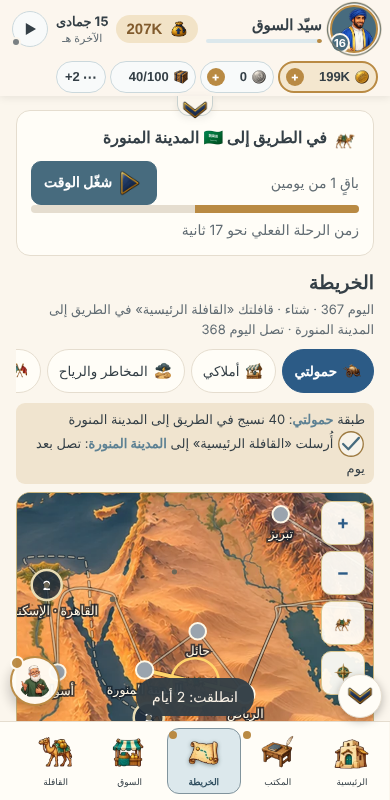 سيّد السوق
16
207K
15 جمادى
الآخرة هـ
199K
0
40/100
+2 ⋯
في الطريق إلى 🇸🇦 المدينة المنورة
باقٍ 1 من يومين
شغّل الوقت
زمن الرحلة الفعلي نحو 17 ثانية
الخريطة
اليوم 367 · شتاء · قافلتك «القافلة الرئيسية» في الطريق إلى
المدينة المنورة · تصل اليوم 368
حمولتي
أملاكي
المخاطر والرياح
طبقة حمولتي: 40 نسيج في الطريق إلى المدينة المنورة
أُرسلت «القافلة الرئيسية» إلى المدينة المنورة: تصل بعد
يوم
+
−
تبريز
2
القاهرة · الإسكن
حائل
الرياض
انطلقت: 2 أيام
الرئيسية
المكتب
الخريطة
السوق
القافلة